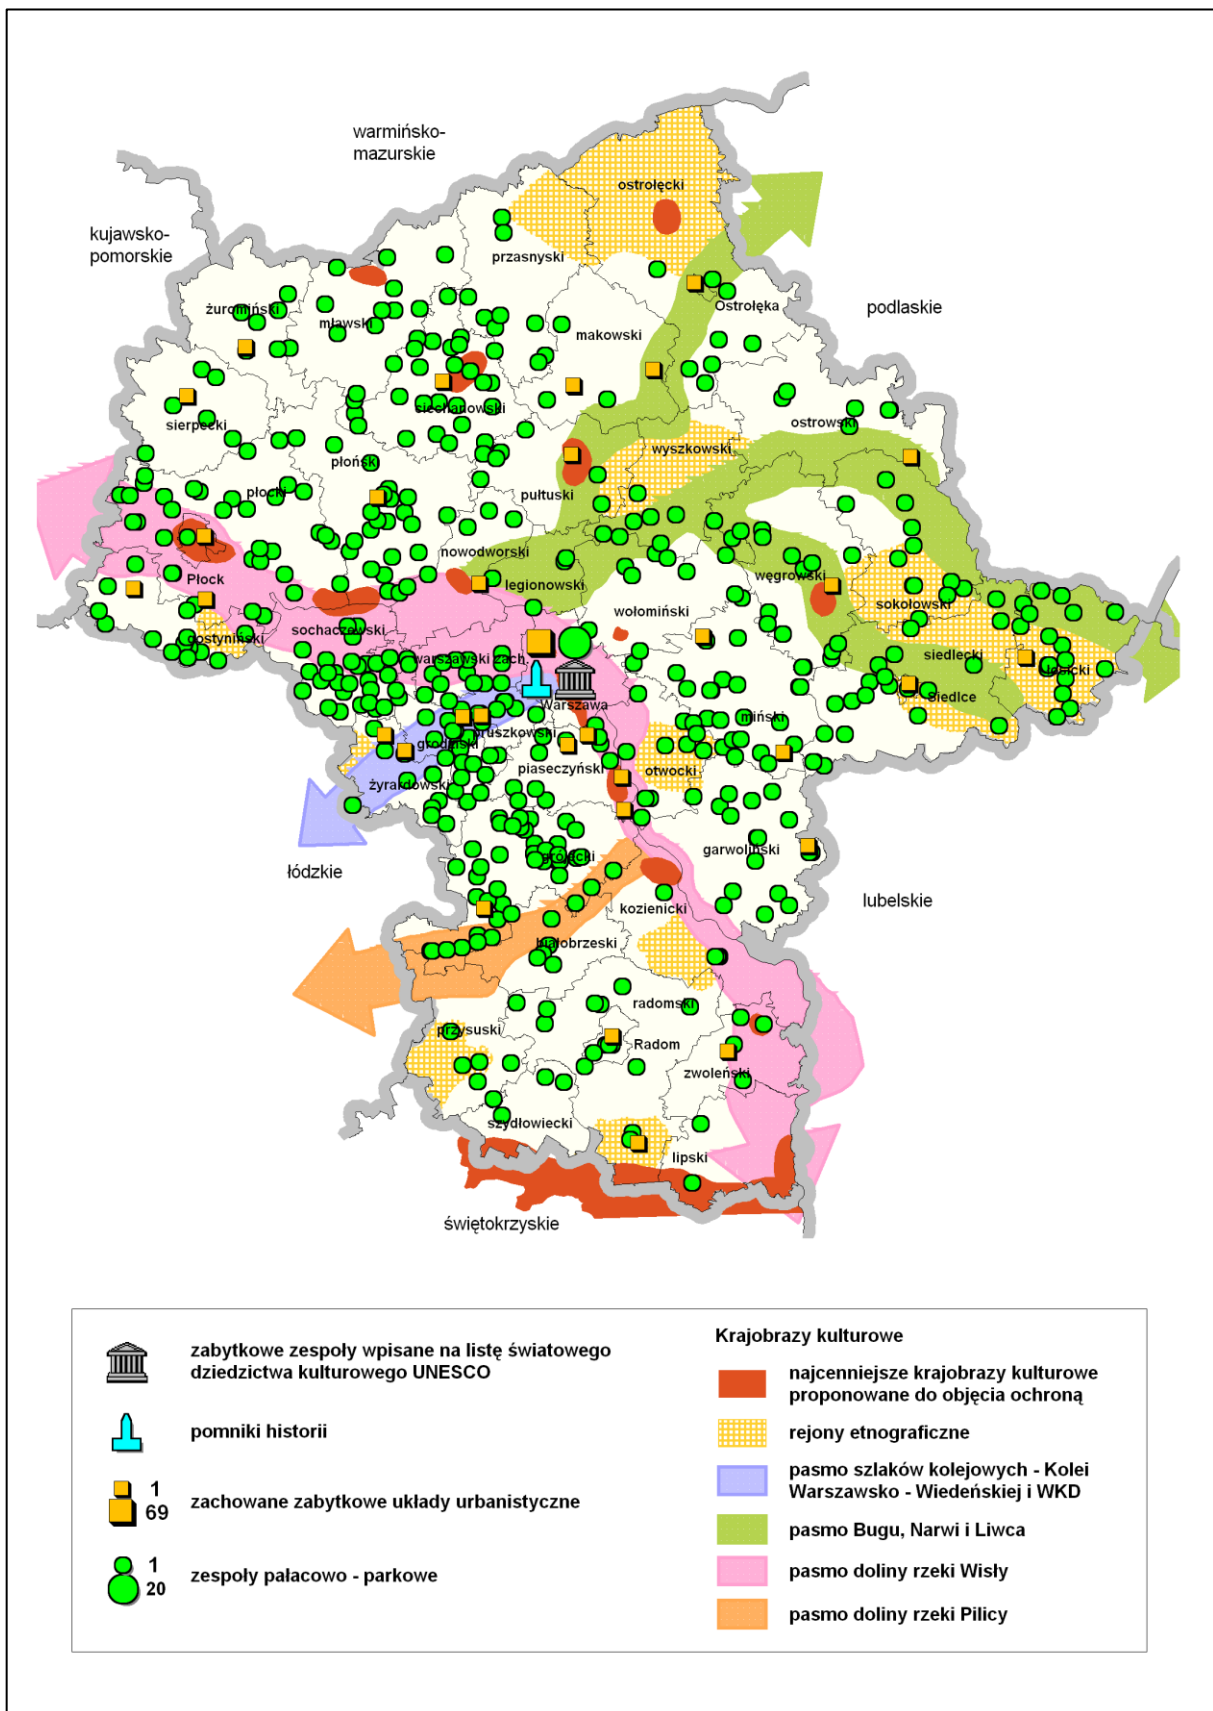 warmińsko-
mazurskie
ostrołęcki
kujawsko-
pomorskie
przasnyski
podlaskie
żuromiński
mławski
Ostrołęka
makowski
ciechanowski
sierpecki
ostrowski
wyszkowski
płoński
płocki
pułtuski
nowodworski
legionowski
węgrowski
Płock
sokołowski
wołomiński
gostyniński
sochaczewski
warszawski zach.
siedlecki
łosicki
Siedlce
Warszawa
miński
pruszkowski
grodziski
piaseczyński
otwocki
żyrardowski
łódzkie
grójecki
garwoliński
lubelskie
kozienicki
białobrzeski
radomski
przysuski
Radom
zwoleński
szydłowiecki
lipski
świętokrzyskie
zabytkowe zespoły wpisane na listę światowego
dziedzictwa kulturowego UNESCO
pomniki historii
1
69
zachowane zabytkowe układy urbanistyczne
1
20
zespoły pałacowo - parkowe
Krajobrazy kulturowe
najcenniejsze krajobrazy kulturowe
proponowane do objęcia ochroną
rejony etnograficzne
pasmo szlaków kolejowych - Kolei
Warszawsko - Wiedeńskiej i WKD
pasmo Bugu, Narwi i Liwca
pasmo doliny rzeki Wisły
pasmo doliny rzeki Pilicy